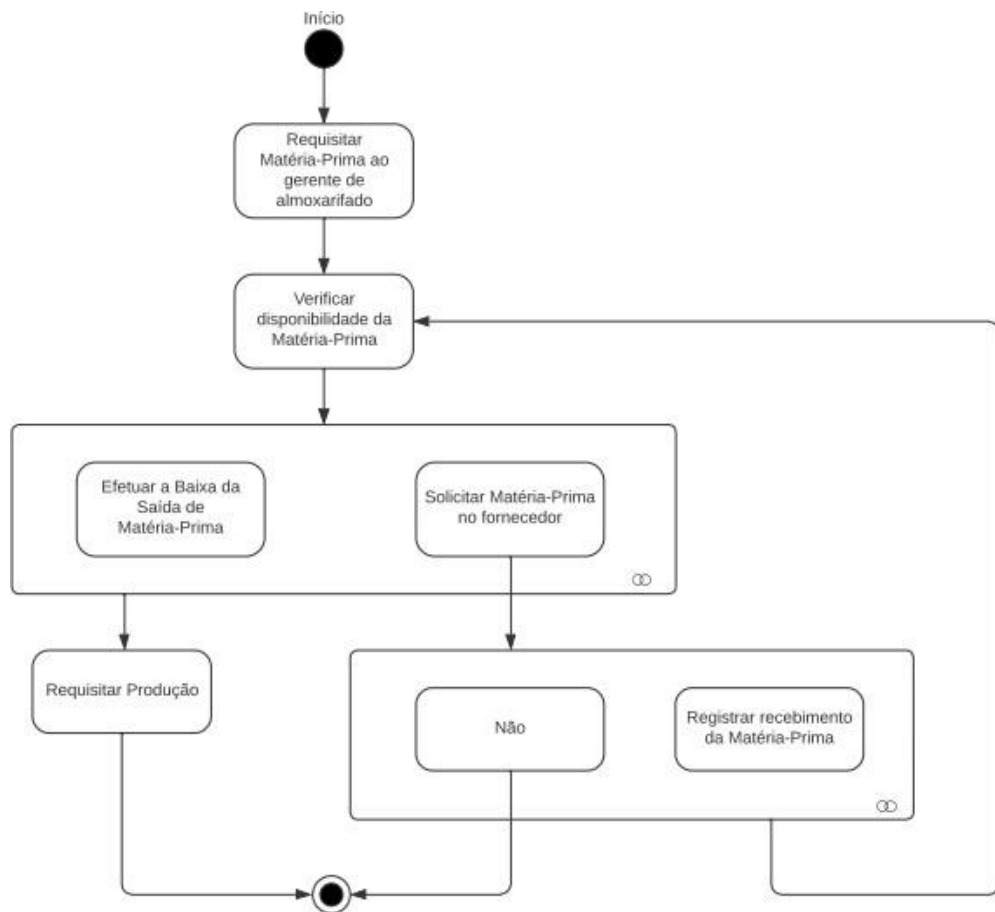 Início
Requisitar
Matéria-Prima ao
gerente de
almoxarifado
Verificar
disponibilidade da
Matéria-Prima
Efetuar a Baixa da
Saída de
Matéria-Prima
Solicitar Matéria-Prima
no fornecedor
Requisitar Produção
Não
Registrar recebimento
da Matéria-Prima